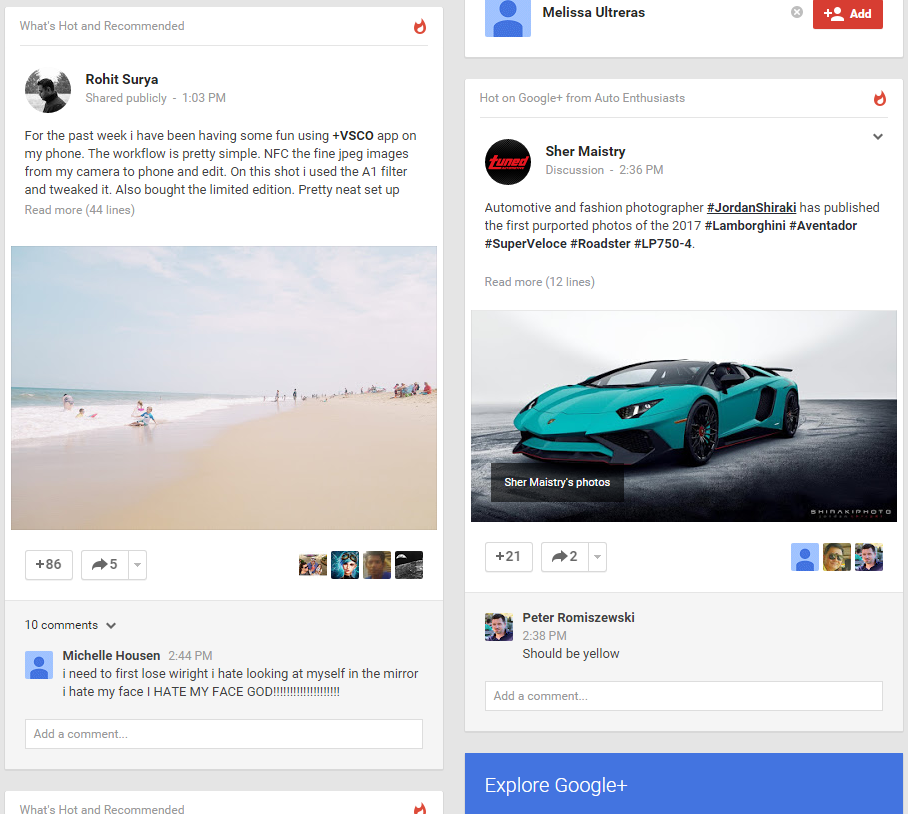 What's Hot and Recommended
Rohit Surya
Shared publicly - 1:03 PM
For the past week i have been having some fun using +VSCO app on
my phone. The workflow is pretty simple. NFC the fine jpeg images
from my camera to phone and edit. On this shot i used the A1 filter
and tweaked it. Also bought the limited edition. Pretty neat set up
Read more (44 lines)
+86
5
10 comments
Michelle Housen 2:44 PM
i need to first lose wiright i hate looking at myself in the mirror
i hate my face I HATE MY FACE GOD!!!!!!!!!!!!!!!!!!!!
Add a comment...
What's Hot and Recommended
Melissa Ultreras
Add
Hot on Google+ from Auto Enthusiasts
tuned
Sher Maistry
Discussion - 2:36 PM
Automotive and fashion photographer #JordanShiraki has published
the first purported photos of the 2017 #Lamborghini #Aventador
#SuperVeloce #Roadster #LP750-4.
Read more (12 lines)
Sher Maistry's photos
SHIRAKIPHOTO
+21
2
Peter Romiszewski
2:38 PM
Should be yellow
Add a comment...
Explore Google+